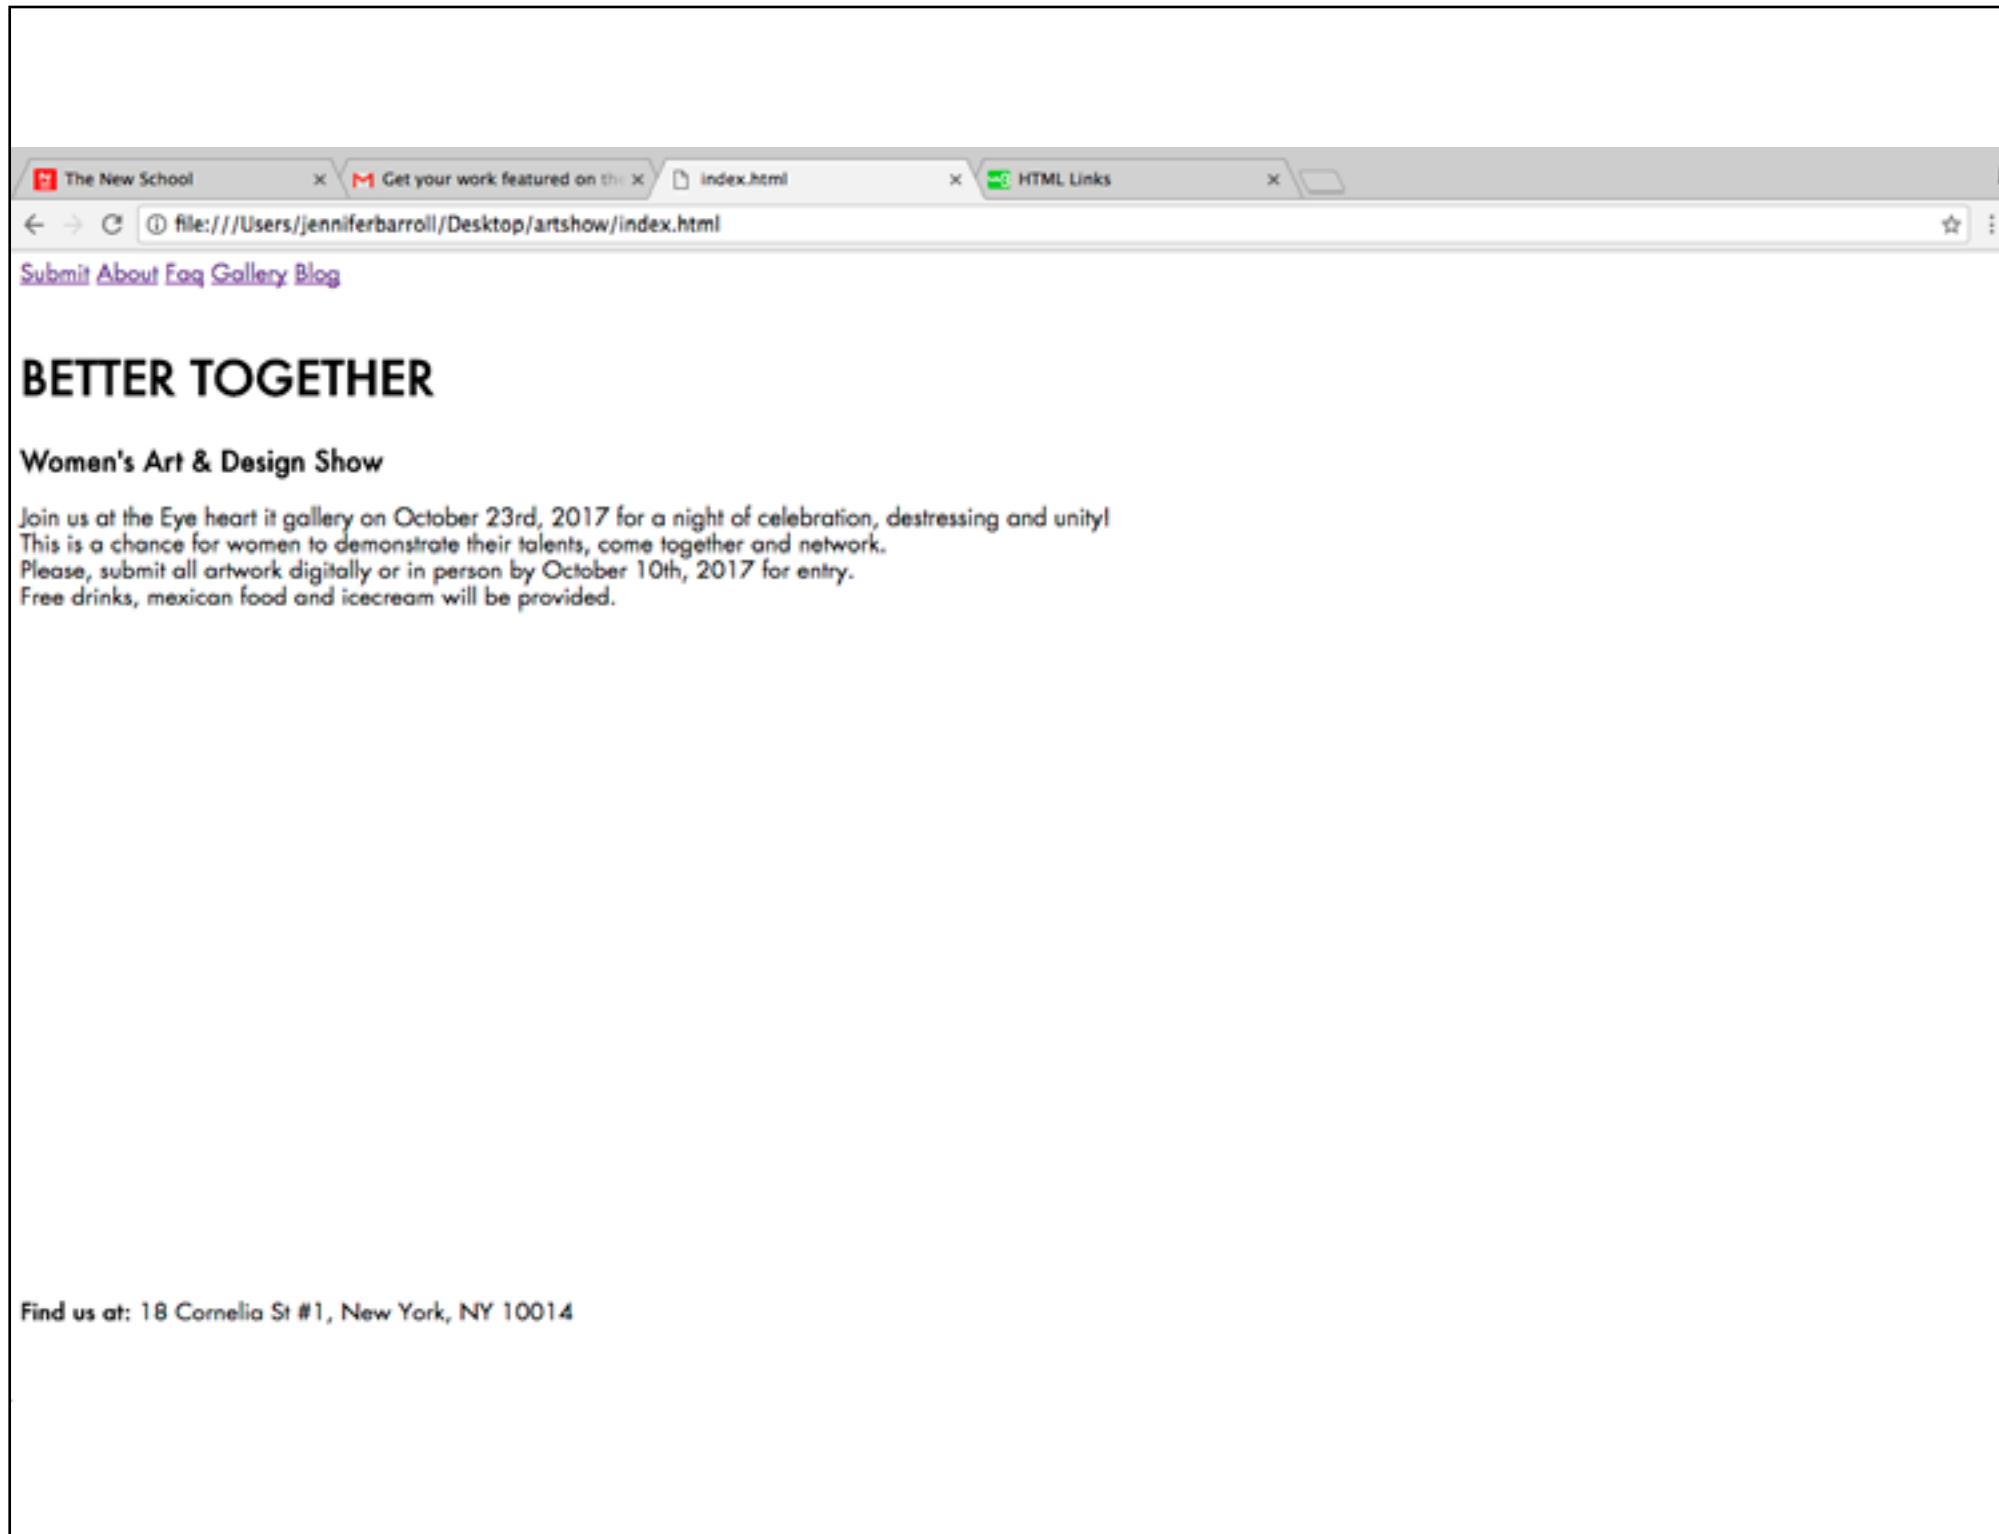 The New School
Get your work featured on the
index.html
HTML Links
file:///Users/jenniferbarroll/Desktop/artshow/index.html
Submit About Faq Gallery Blog
BETTER TOGETHER
Women's Art & Design Show
Join us at the Eye heart it gallery on October 23rd, 2017 for a night of celebration, destressing and unity!
This is a chance for women to demonstrate their talents, come together and network.
Please, submit all artwork digitally or in person by October 10th, 2017 for entry.
Free drinks, mexican food and icecream will be provided.
Find us at: 18 Cornelia St #1, New York, NY 10014